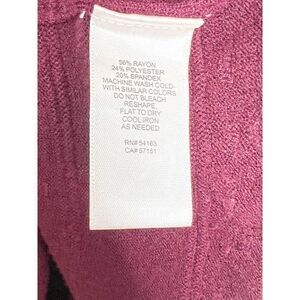 56% RAYON
24% POLYESTER
20% SPANDEX
MACHINE WASH COLD-
WITH SIMILAR COLORS
DO NOT BLEACH
RESHAPE,
FLAT TO DRY
COOL IRON
AS NEEDED
RN# 54163
CA# 57151